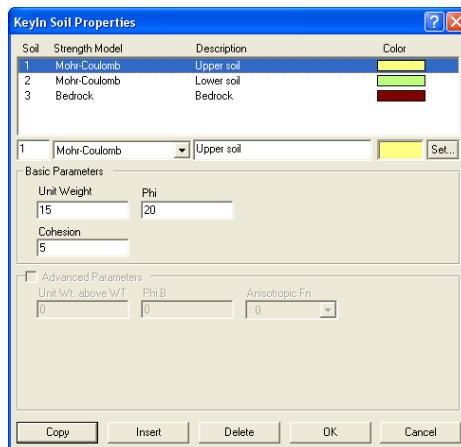 KeyIn Soil Properties
Soil Strength Model Description Color
1 Mohr-Coulomb Upper soil
2 Mohr-Coulomb Lower soil
3 Bedrock Bedrock
1 Mohr-Coulomb Upper soil Set...
Basic Parameters
Unit Weight Phi
15 20
Cohesion
5
Advanced Parameters
Unit Wt. above WT Phi B Anisotropic Fn.
0 0 0
Copy Insert Delete OK Cancel